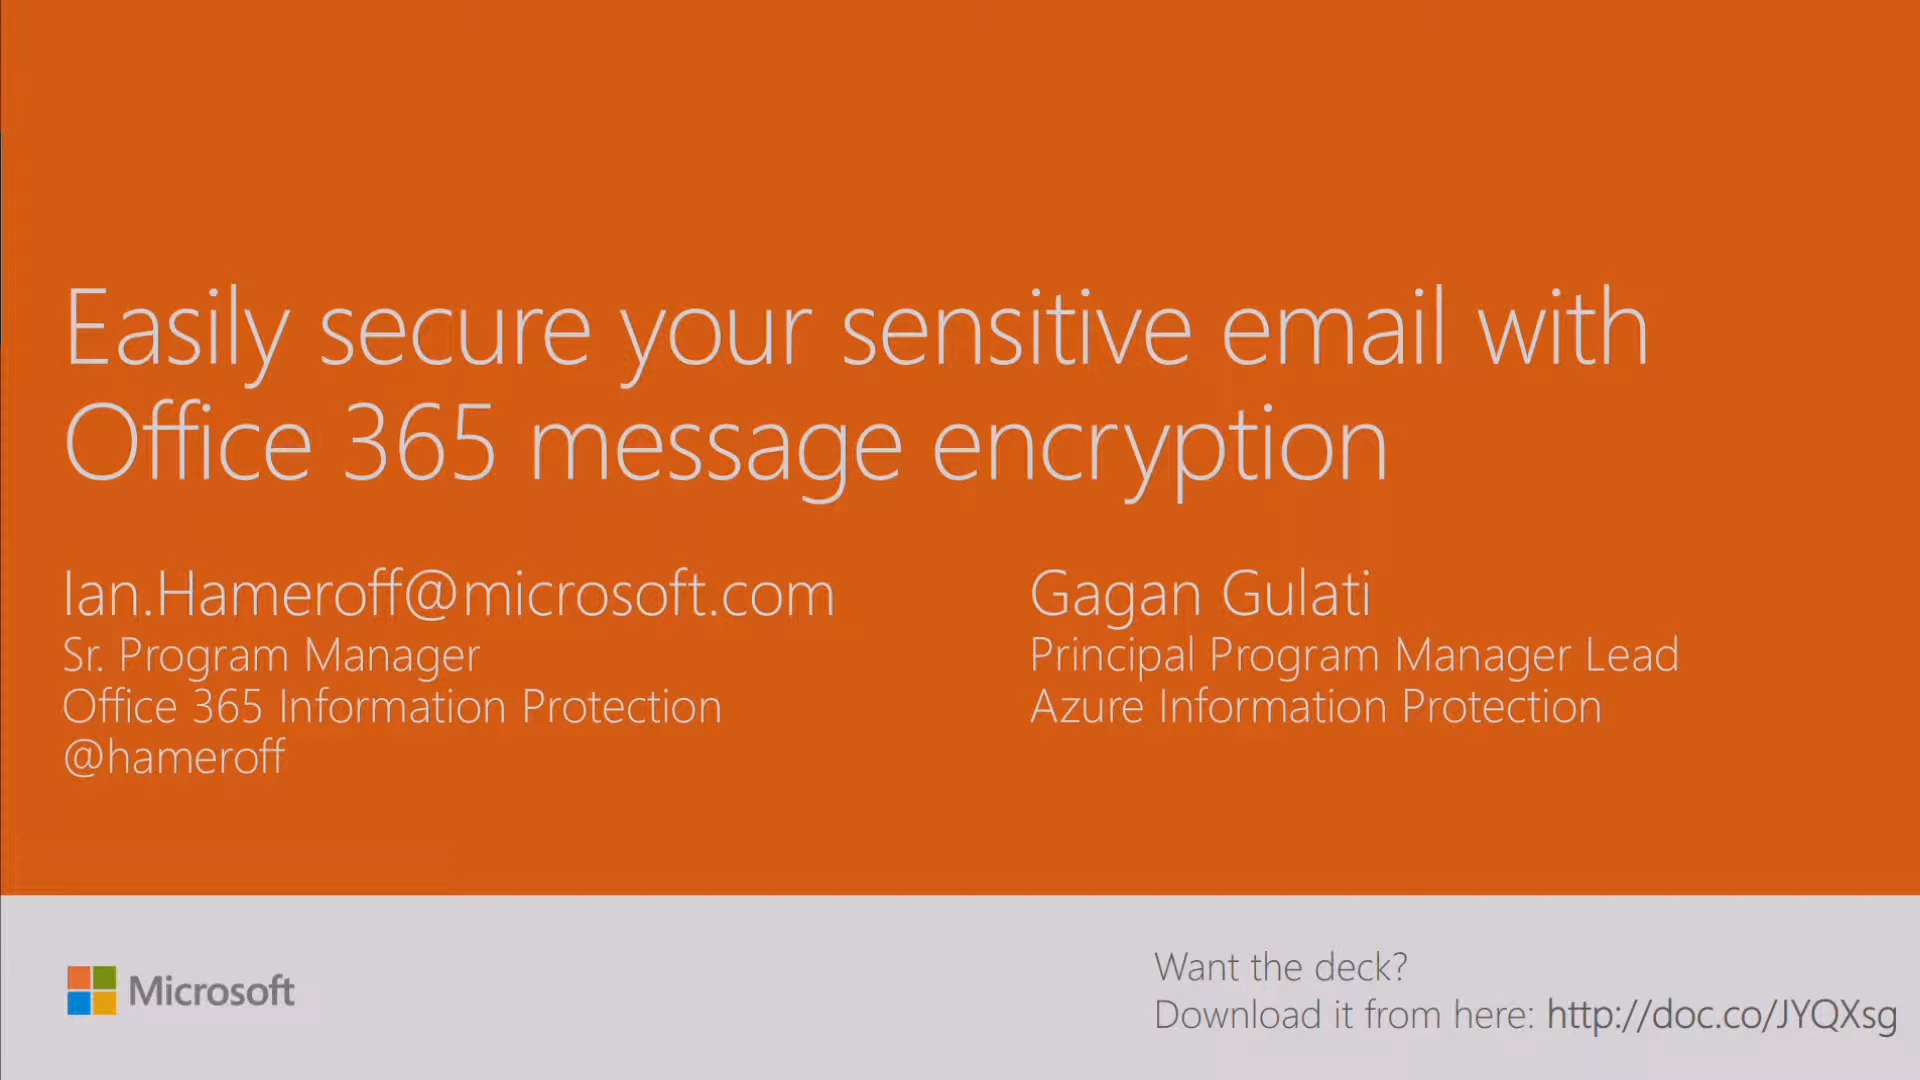 Easily secure your sensitive email with
Office 365 message encryption
Ian.Hameroff@microsoft.com
Sr. Program Manager
Office 365 Information Protection
@hameroff
Gagan Gulati
Principal Program Manager Lead
Azure Information Protection
Microsoft
Want the deck?
Download it from here: http://doc.co/JYQXsg